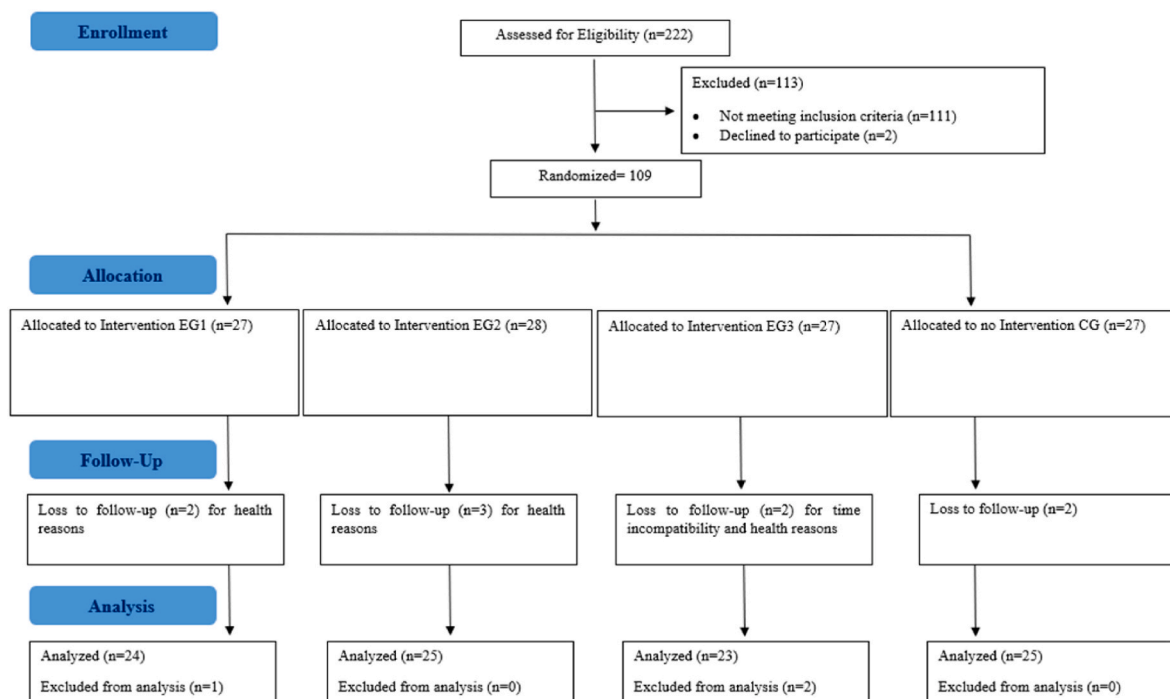 Enrollment
Assessed for Eligibility (n=222)
Excluded (n=113)
• Not meeting inclusion criteria (n=111)
• Declined to participate (n=2)
Randomized= 109
Allocation
Allocated to Intervention EG1 (n=27)
Allocated to Intervention EG2 (n=28)
Allocated to Intervention EG3 (n=27)
Allocated to no Intervention CG (n=27)
Follow-Up
Loss to follow-up (n=2) for health
reasons
Loss to follow-up (n=3) for health
reasons
Loss to follow-up (n=2) for time
incompatibility and health reasons
Loss to follow-up (n=2)
Analysis
Analyzed (n=24)
Excluded from analysis (n=1)
Analyzed (n=25)
Excluded from analysis (n=0)
Analyzed (n=23)
Excluded from analysis (n=2)
Analyzed (n=25)
Excluded from analysis (n=0)